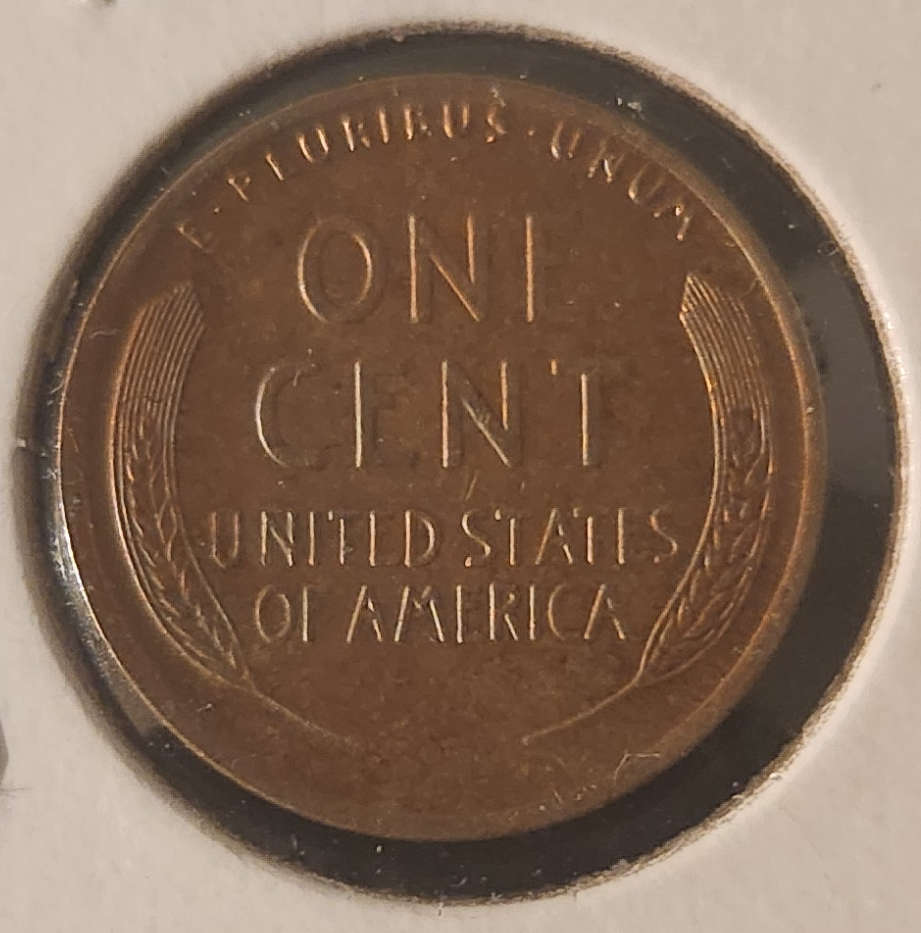 E·PLURIBUS·UNUM
ONE
CENT
UNITED STATES
OF AMERICA